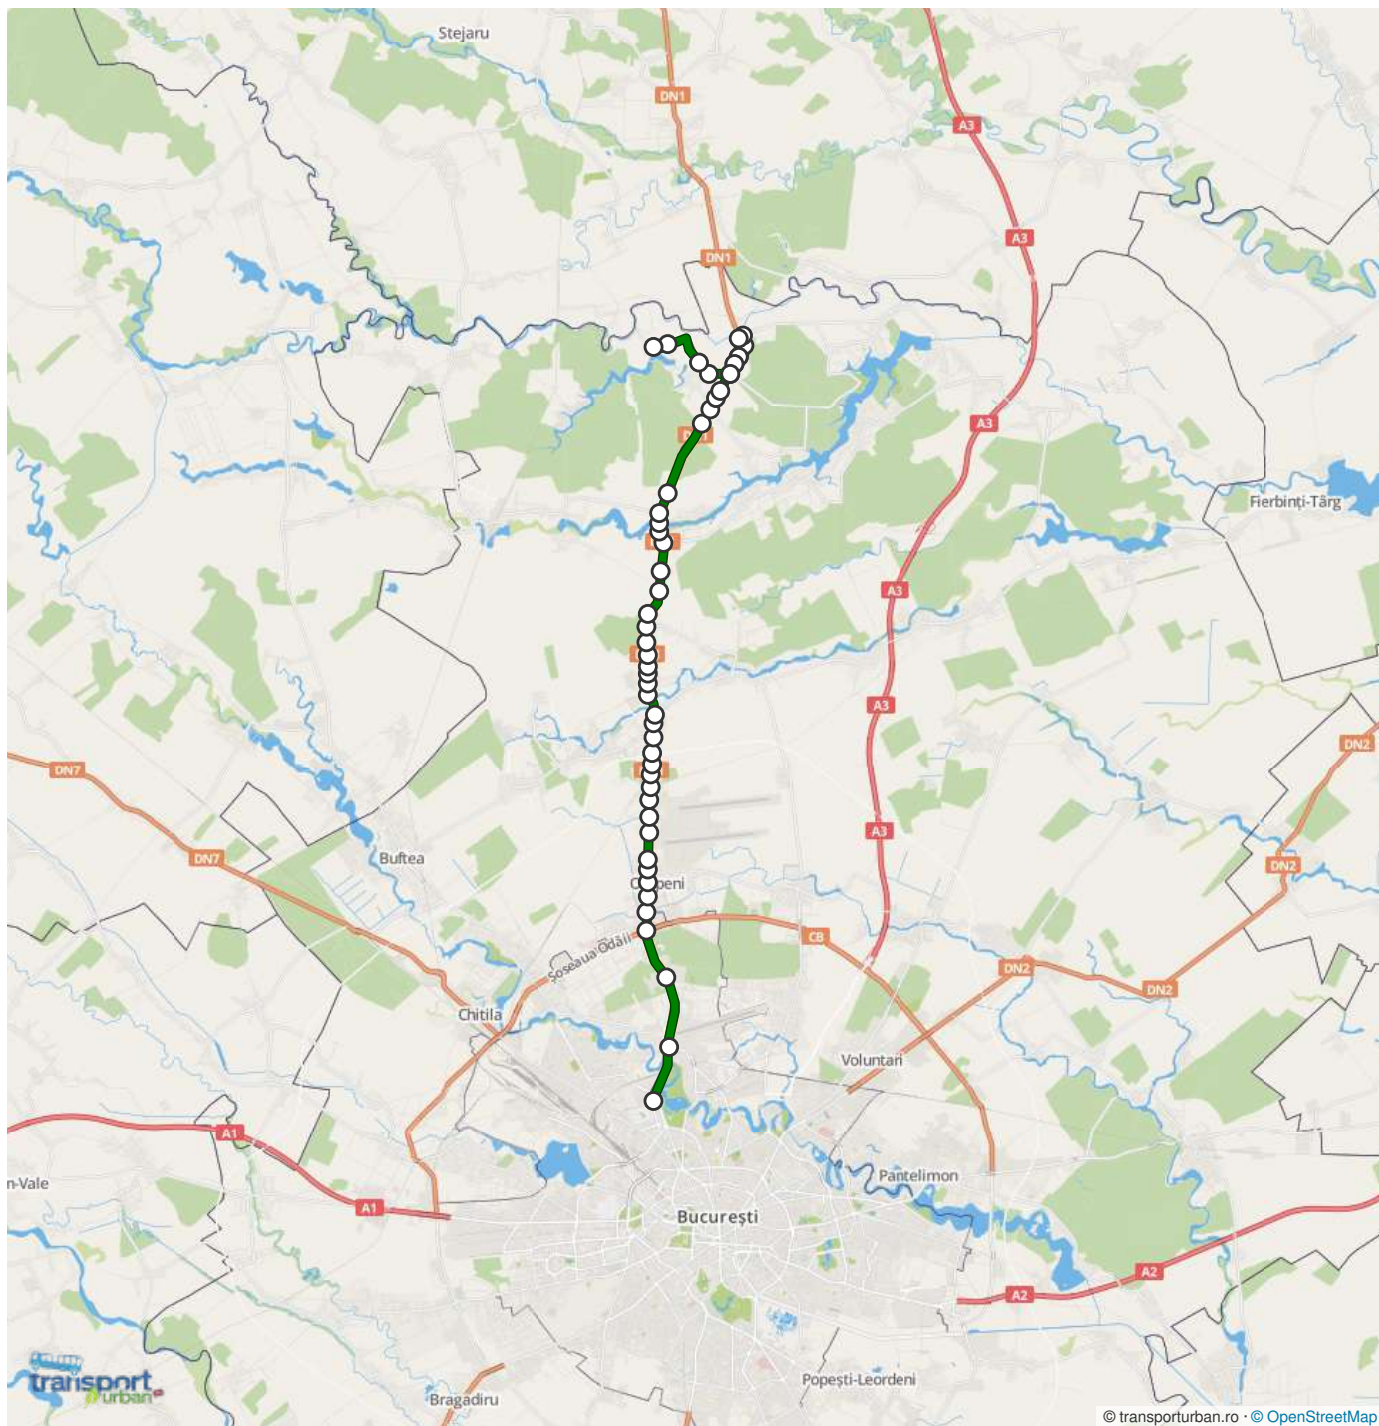 Stejaru
DN1
A3
A3
DN1
A3
Fierbinți-Târg
A3
A3
DN2
DN7
A3
DN7
Buftea
DN2
CB
Șoseaua Odăii
DN2
DN2
Chitila
Voluntari
A1
Pantelimon
n-Vale
A1
București
A2
A2
transport
urban
Popești-Leordeni
Bragadiru
© transporturban.ro · © OpenStreetMap